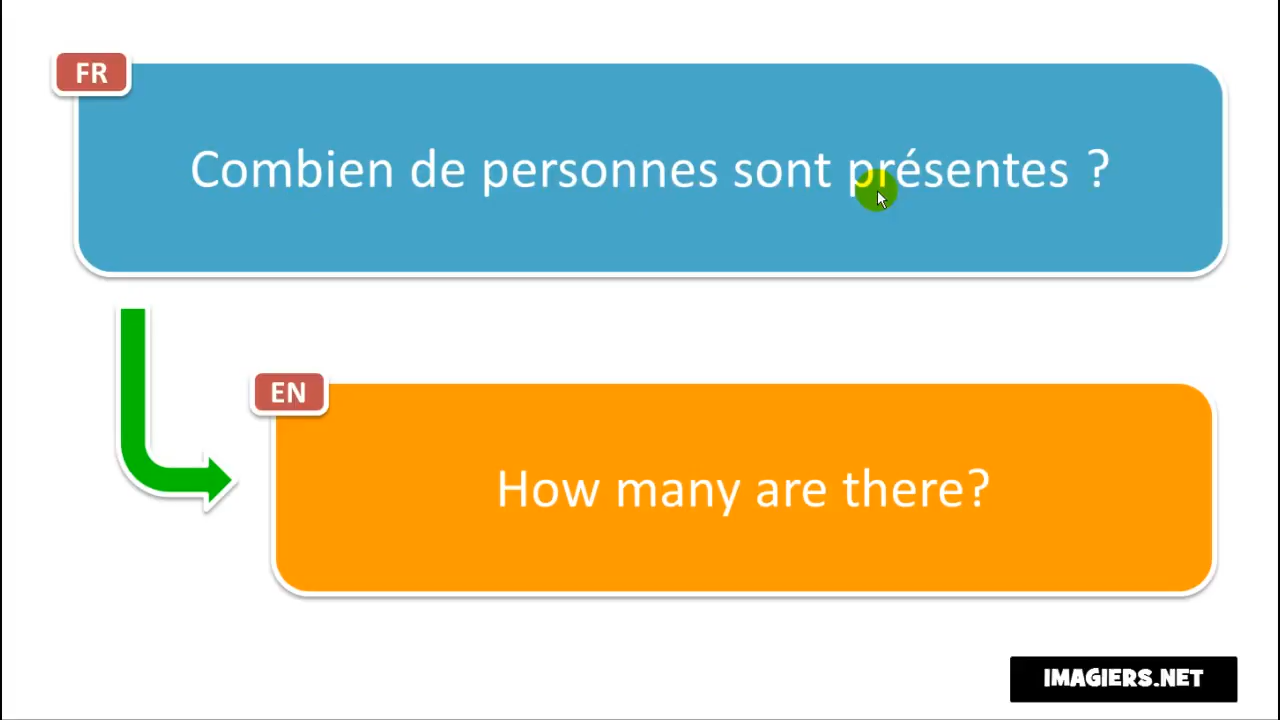 FR
Combien de personnes sont présentes ?
EN
How many are there?
IMAGIERS.NET